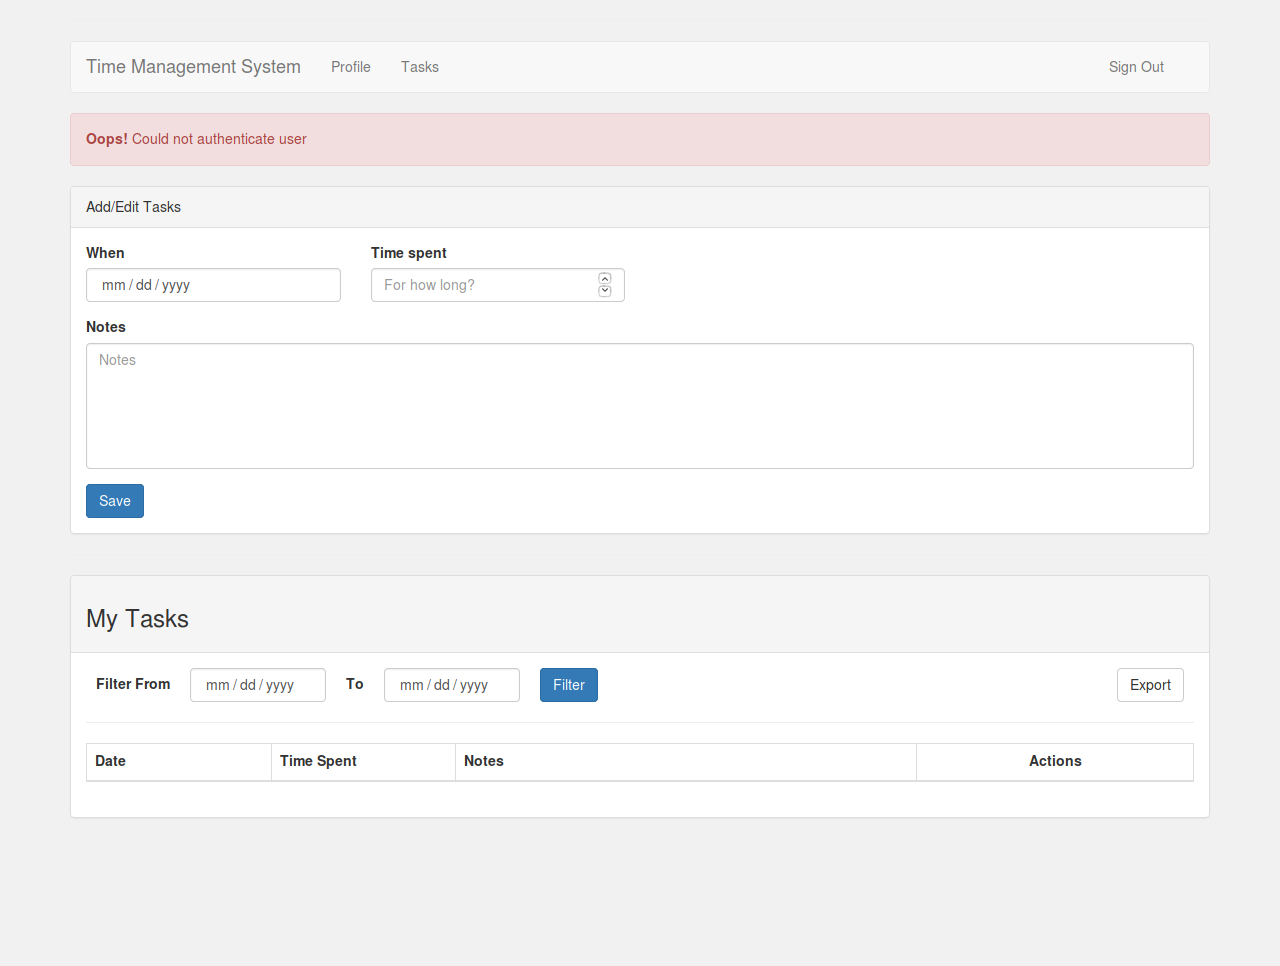 Time Management System Profile Tasks Sign Out
Oops! Could not authenticate user
Add/Edit Tasks
When Time spent
mm/dd/yyyy For how long?
Notes
Notes
Save
My Tasks
Filter From mm/dd/yyyy To mm/dd/yyyy Filter Export
Date Time Spent Notes Actions